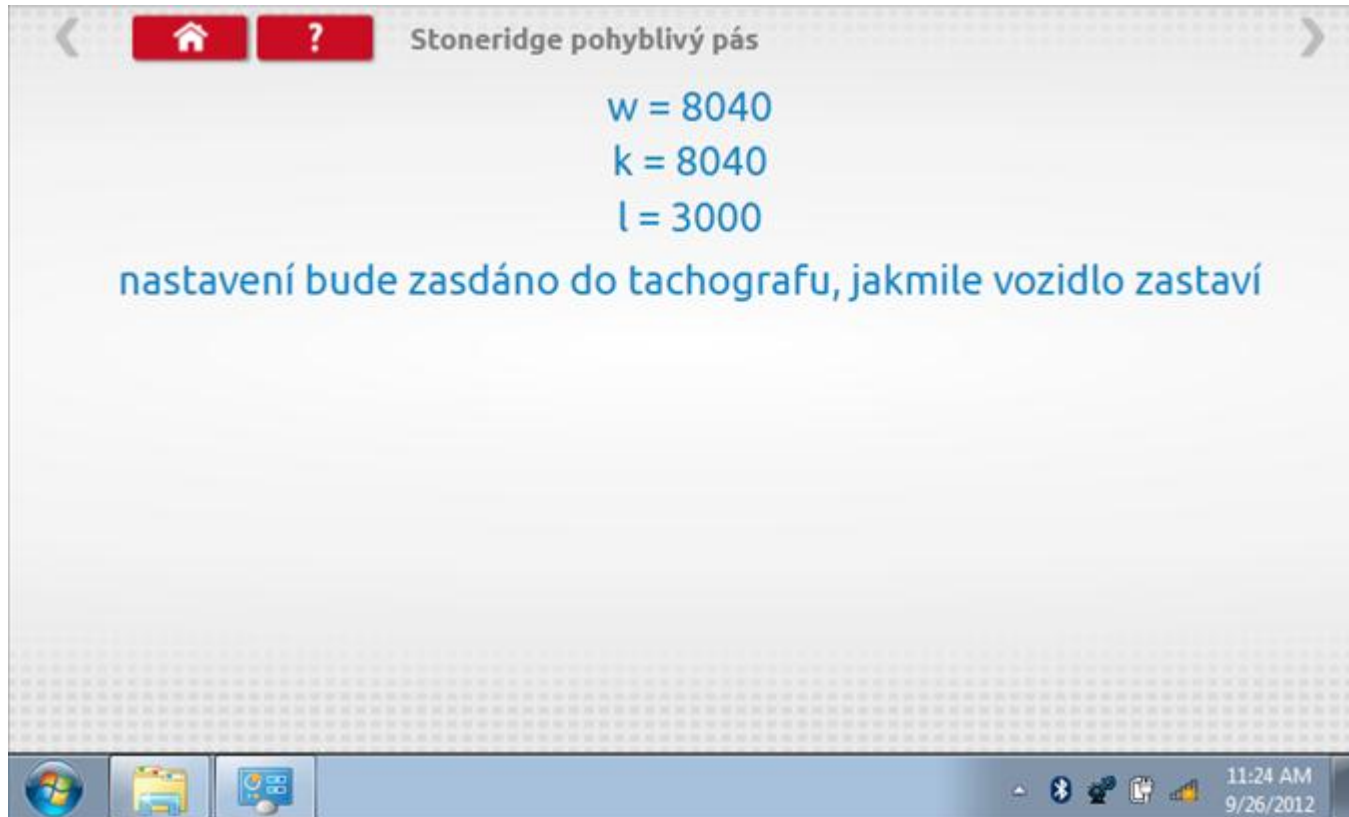 ? Stoneridge pohyblivý pás
w = 8040
k = 8040
l = 3000
nastavení bude zasdáno do tachografu, jakmile vozidlo zastaví
11:24 AM
9/26/2012